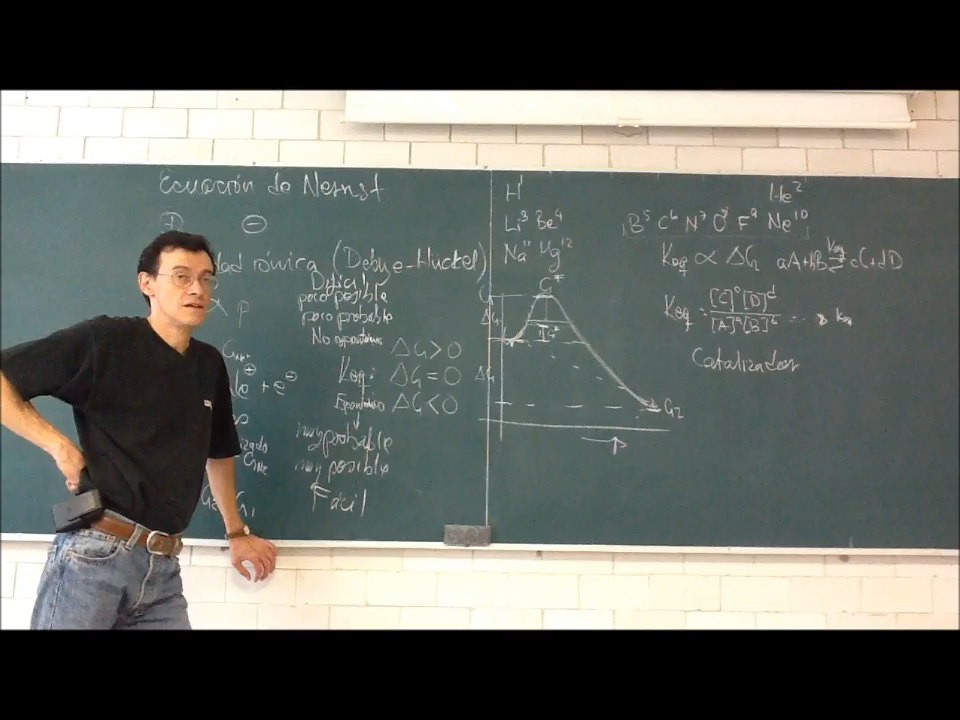 Ecuación de Nernst
⊖
iónica (Debye-Huckel)
Difícil
poco posible
poco probable
α p
No espontáneo
ΔG>0
Keq: ΔG=0
+ e⊖
Espontáneo ΔG<0
muy probable
muy posible
Fácil
H¹ He²
Li³ Be⁴ B⁵ C⁶ N⁷ O⁸ F⁹ Ne¹⁰
Na¹¹ Mg¹²
G*
ΔG
G₂
Keq ∝ ΔG aA+bB ⇌ cC+dD
Keq = [C]ᶜ[D]ᵈ
[A]ᵃ[B]ᵇ
Catalizador